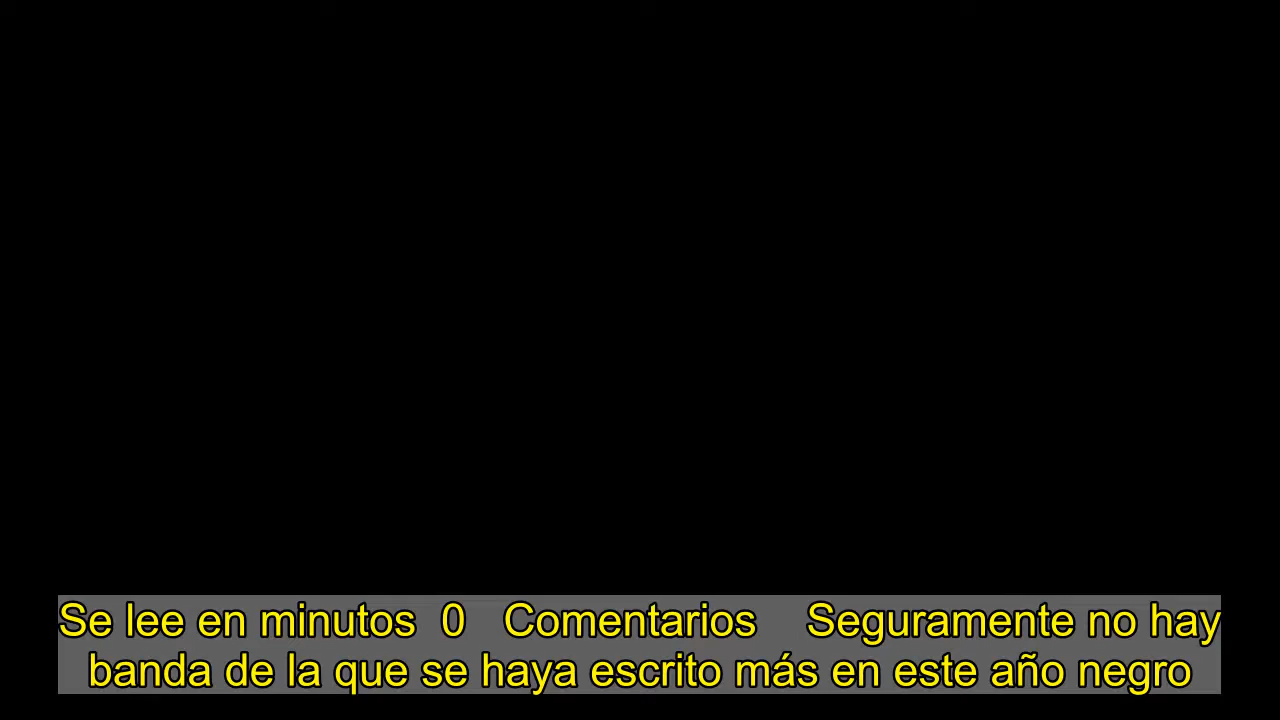 Se lee en minutos  0   Comentarios    Seguramente no hay
banda de la que se haya escrito más en este año negro